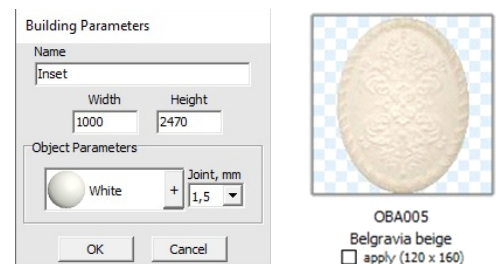 Building Parameters
Name
Inset
Width Height
1000 2470
Object Parameters
White + Joint, mm
1,5
OK Cancel
OBA005
Belgravia beige
apply (120 x 160)